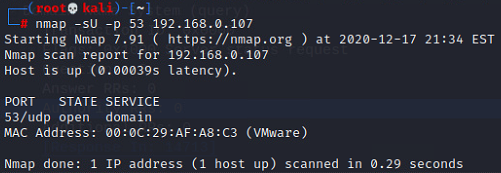 (root💀kali)-[~]
# nmap -sU -p 53 192.168.0.107
Starting Nmap 7.91 ( https://nmap.org ) at 2020-12-17 21:34 EST
Nmap scan report for 192.168.0.107
Host is up (0.00039s latency).
PORT STATE SERVICE
53/udp open domain
MAC Address: 00:0C:29:AF:A8:C3 (VMware)
Nmap done: 1 IP address (1 host up) scanned in 0.29 seconds